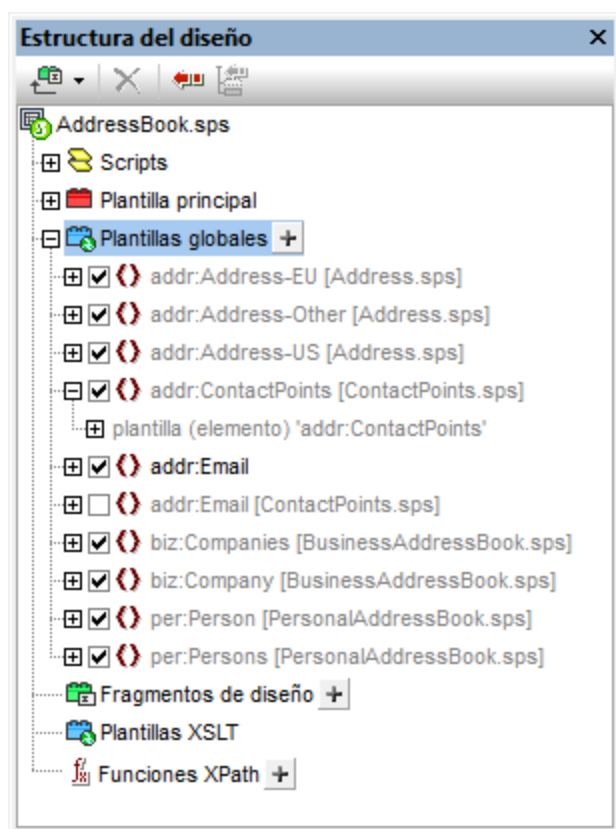 Estructura del diseño
AddressBook.sps
Scripts
Plantilla principal
Plantillas globales
addr:Address-EU [Address.sps]
addr:Address-Other [Address.sps]
addr:Address-US [Address.sps]
addr:ContactPoints [ContactPoints.sps]
plantilla (elemento) 'addr:ContactPoints'
addr:Email
addr:Email [ContactPoints.sps]
biz:Companies [BusinessAddressBook.sps]
biz:Company [BusinessAddressBook.sps]
per:Person [PersonalAddressBook.sps]
per:Persons [PersonalAddressBook.sps]
Fragmentos de diseño
Plantillas XSLT
Funciones XPath